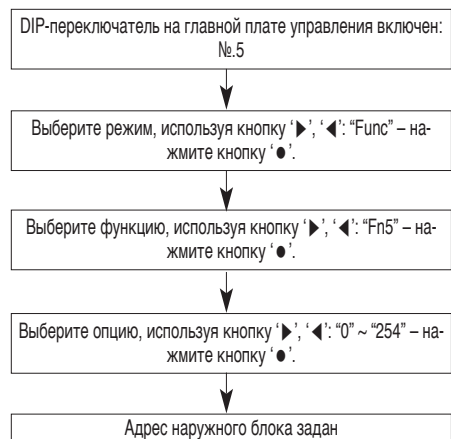 DIP-переключатель на главной плате управления включен:
№.5
Выберите режим, используя кнопку ‘▶’, ‘◀’: “Func” – на-
жмите кнопку ‘●’.
Выберите функцию, используя кнопку ‘▶’, ‘◀’: “Fn5” – на-
жмите кнопку ‘●’.
Выберите опцию, используя кнопку ‘▶’, ‘◀’: “0” ~ “254” – на-
жмите кнопку ‘●’.
Адрес наружного блока задан